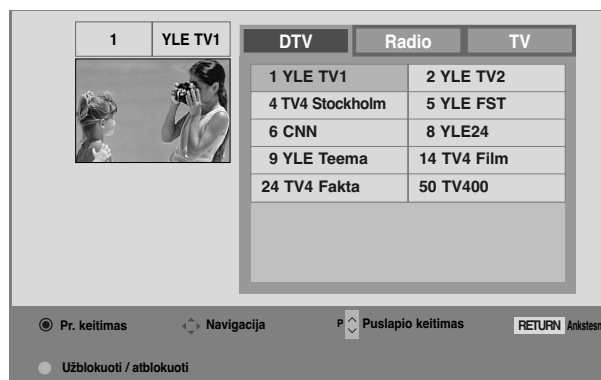 1 YLE TV1
DTV Radio TV
1 YLE TV1 2 YLE TV2
4 TV4 Stockholm 5 YLE FST
6 CNN 8 YLE24
9 YLE Teema 14 TV4 Film
24 TV4 Fakta 50 TV400
Pr. keitimas Navigacija P Puslapio keitimas RETURN
Užblokuoti / atblokuoti